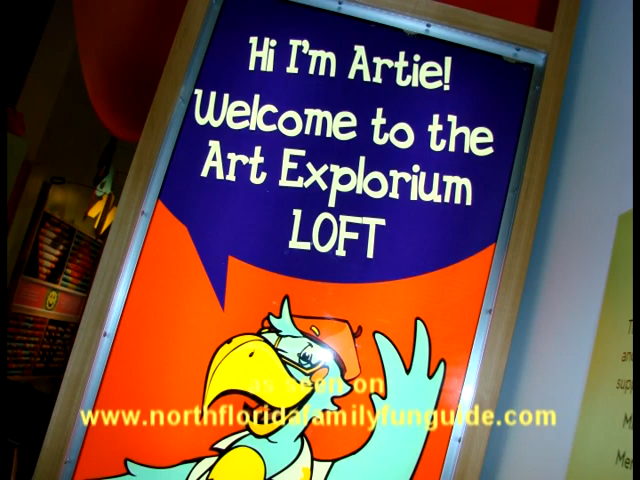 Hi I'm Artie!
Welcome to the
Art Explorium
LOFT
as seen on
www.northfloridafamilyfunguide.com